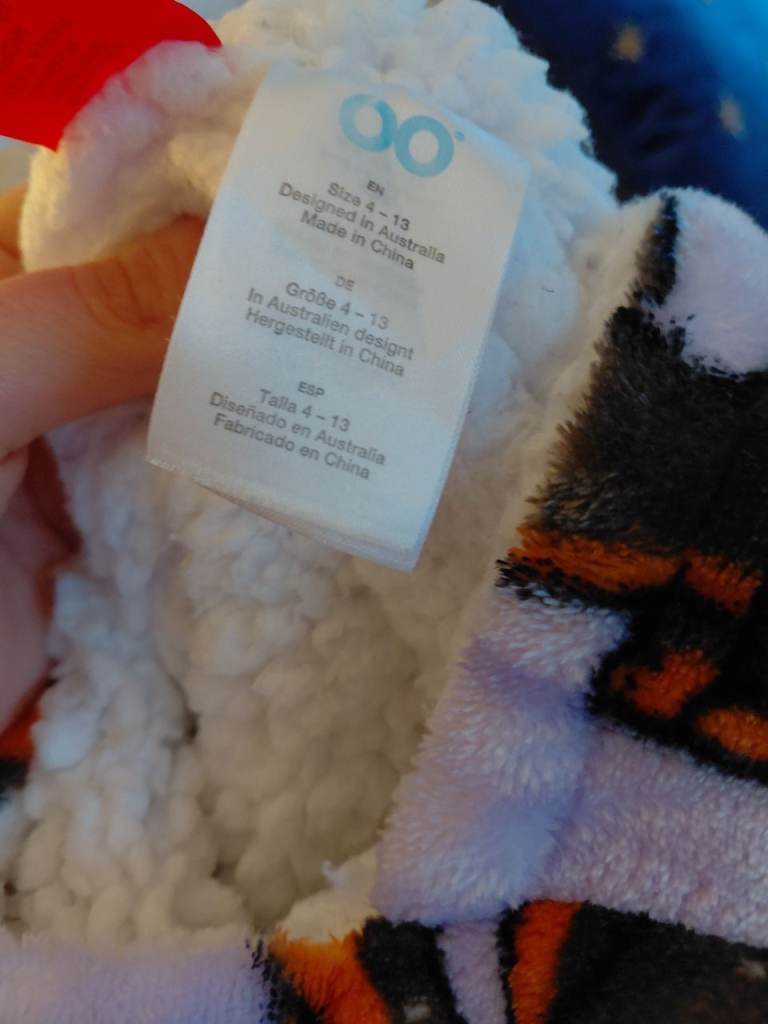 EN
Size 4 – 13
Designed in Australia
Made in China
DE
Größe 4 – 13
In Australien designt
Hergestellt in China
ESP
Talla 4 – 13
Diseñado en Australia
Fabricado en China